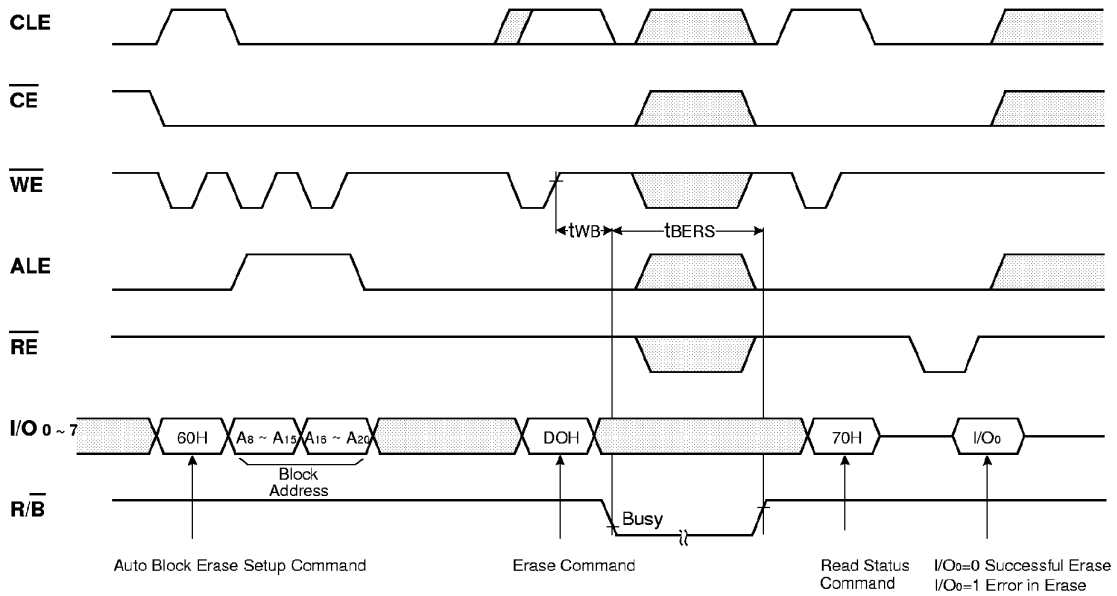 CLE
CE
WE
tWB tBERS
ALE
RE
I/O 0 ~ 7 60H A8 ~ A15 A16 ~ A20 DOH 70H I/O0
Block
Address
R/B Busy
Auto Block Erase Setup Command Erase Command Read Status
Command I/O0=0 Successful Erase
I/O0=1 Error in Erase